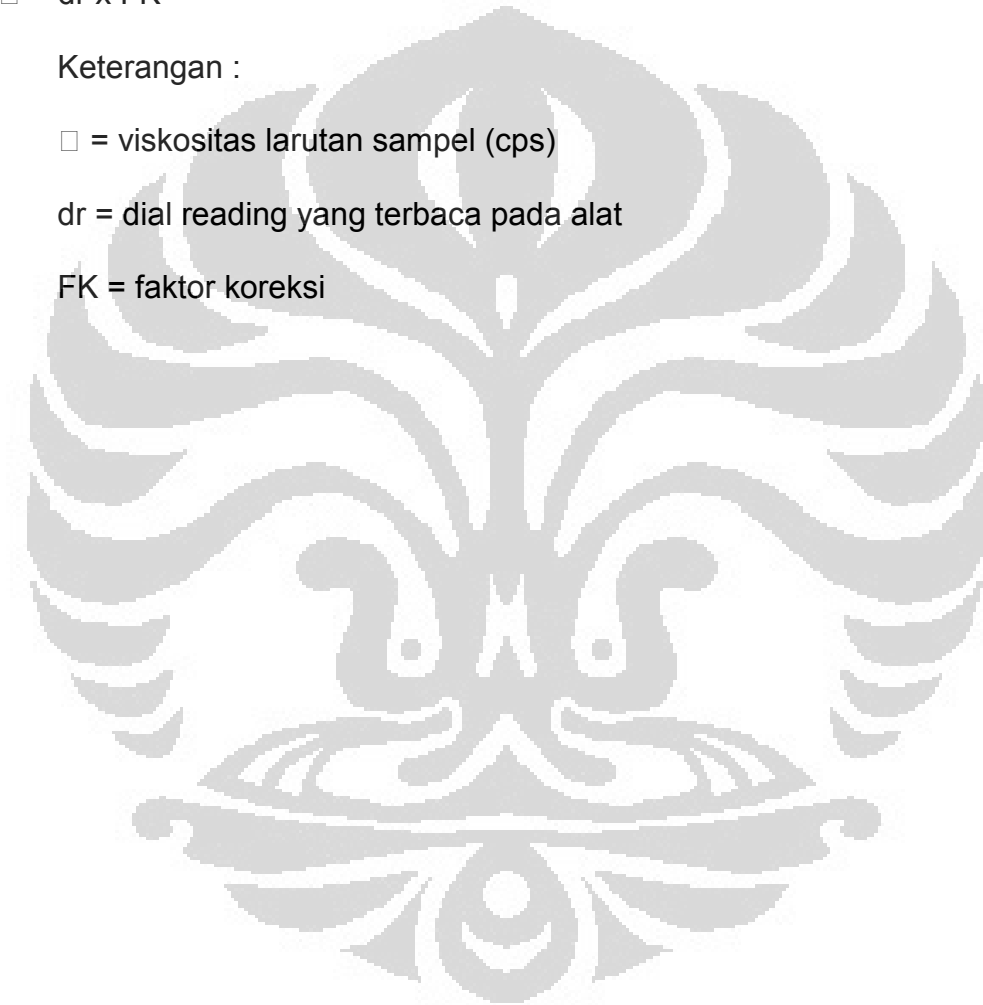 □ dr x FK
Keterangan :
□ = viskositas larutan sampel (cps)
dr = dial reading yang terbaca pada alat
FK = faktor koreksi